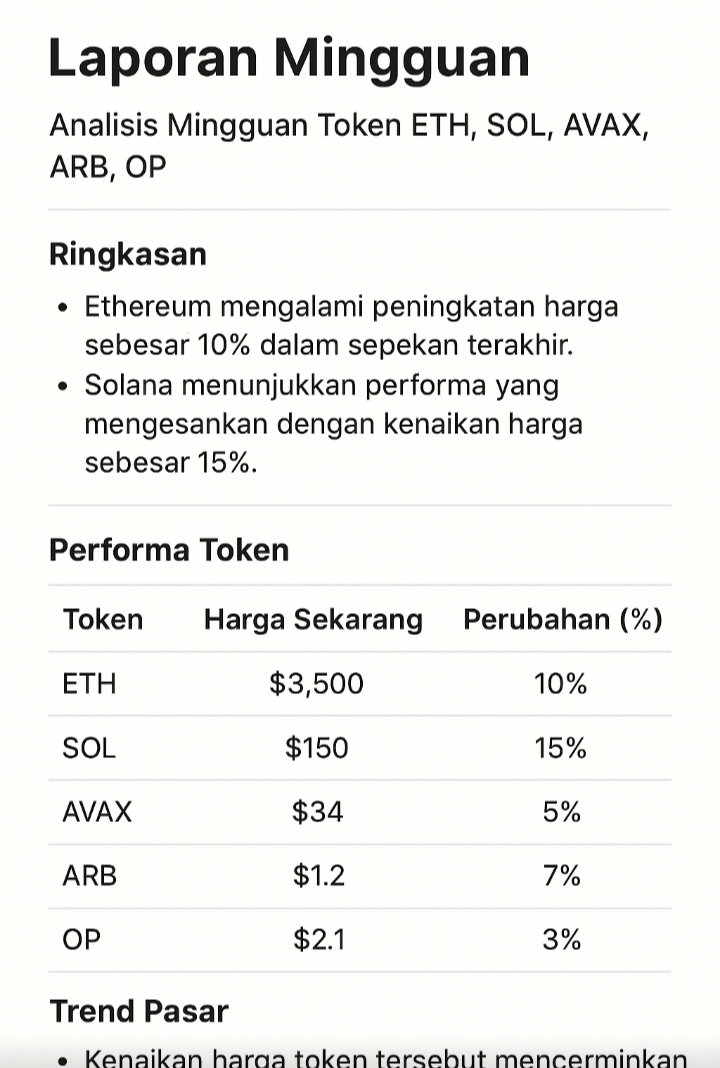 Laporan Mingguan
Analisis Mingguan Token ETH, SOL, AVAX,
ARB, OP
Ringkasan
• Ethereum mengalami peningkatan harga
sebesar 10% dalam sepekan terakhir.
• Solana menunjukkan performa yang
mengesankan dengan kenaikan harga
sebesar 15%.
Performa Token
Token Harga Sekarang Perubahan (%)
ETH $3,500 10%
SOL $150 15%
AVAX $34 5%
ARB $1.2 7%
OP $2.1 3%
Trend Pasar
• Kenaikan harga token tersebut mencerminkan